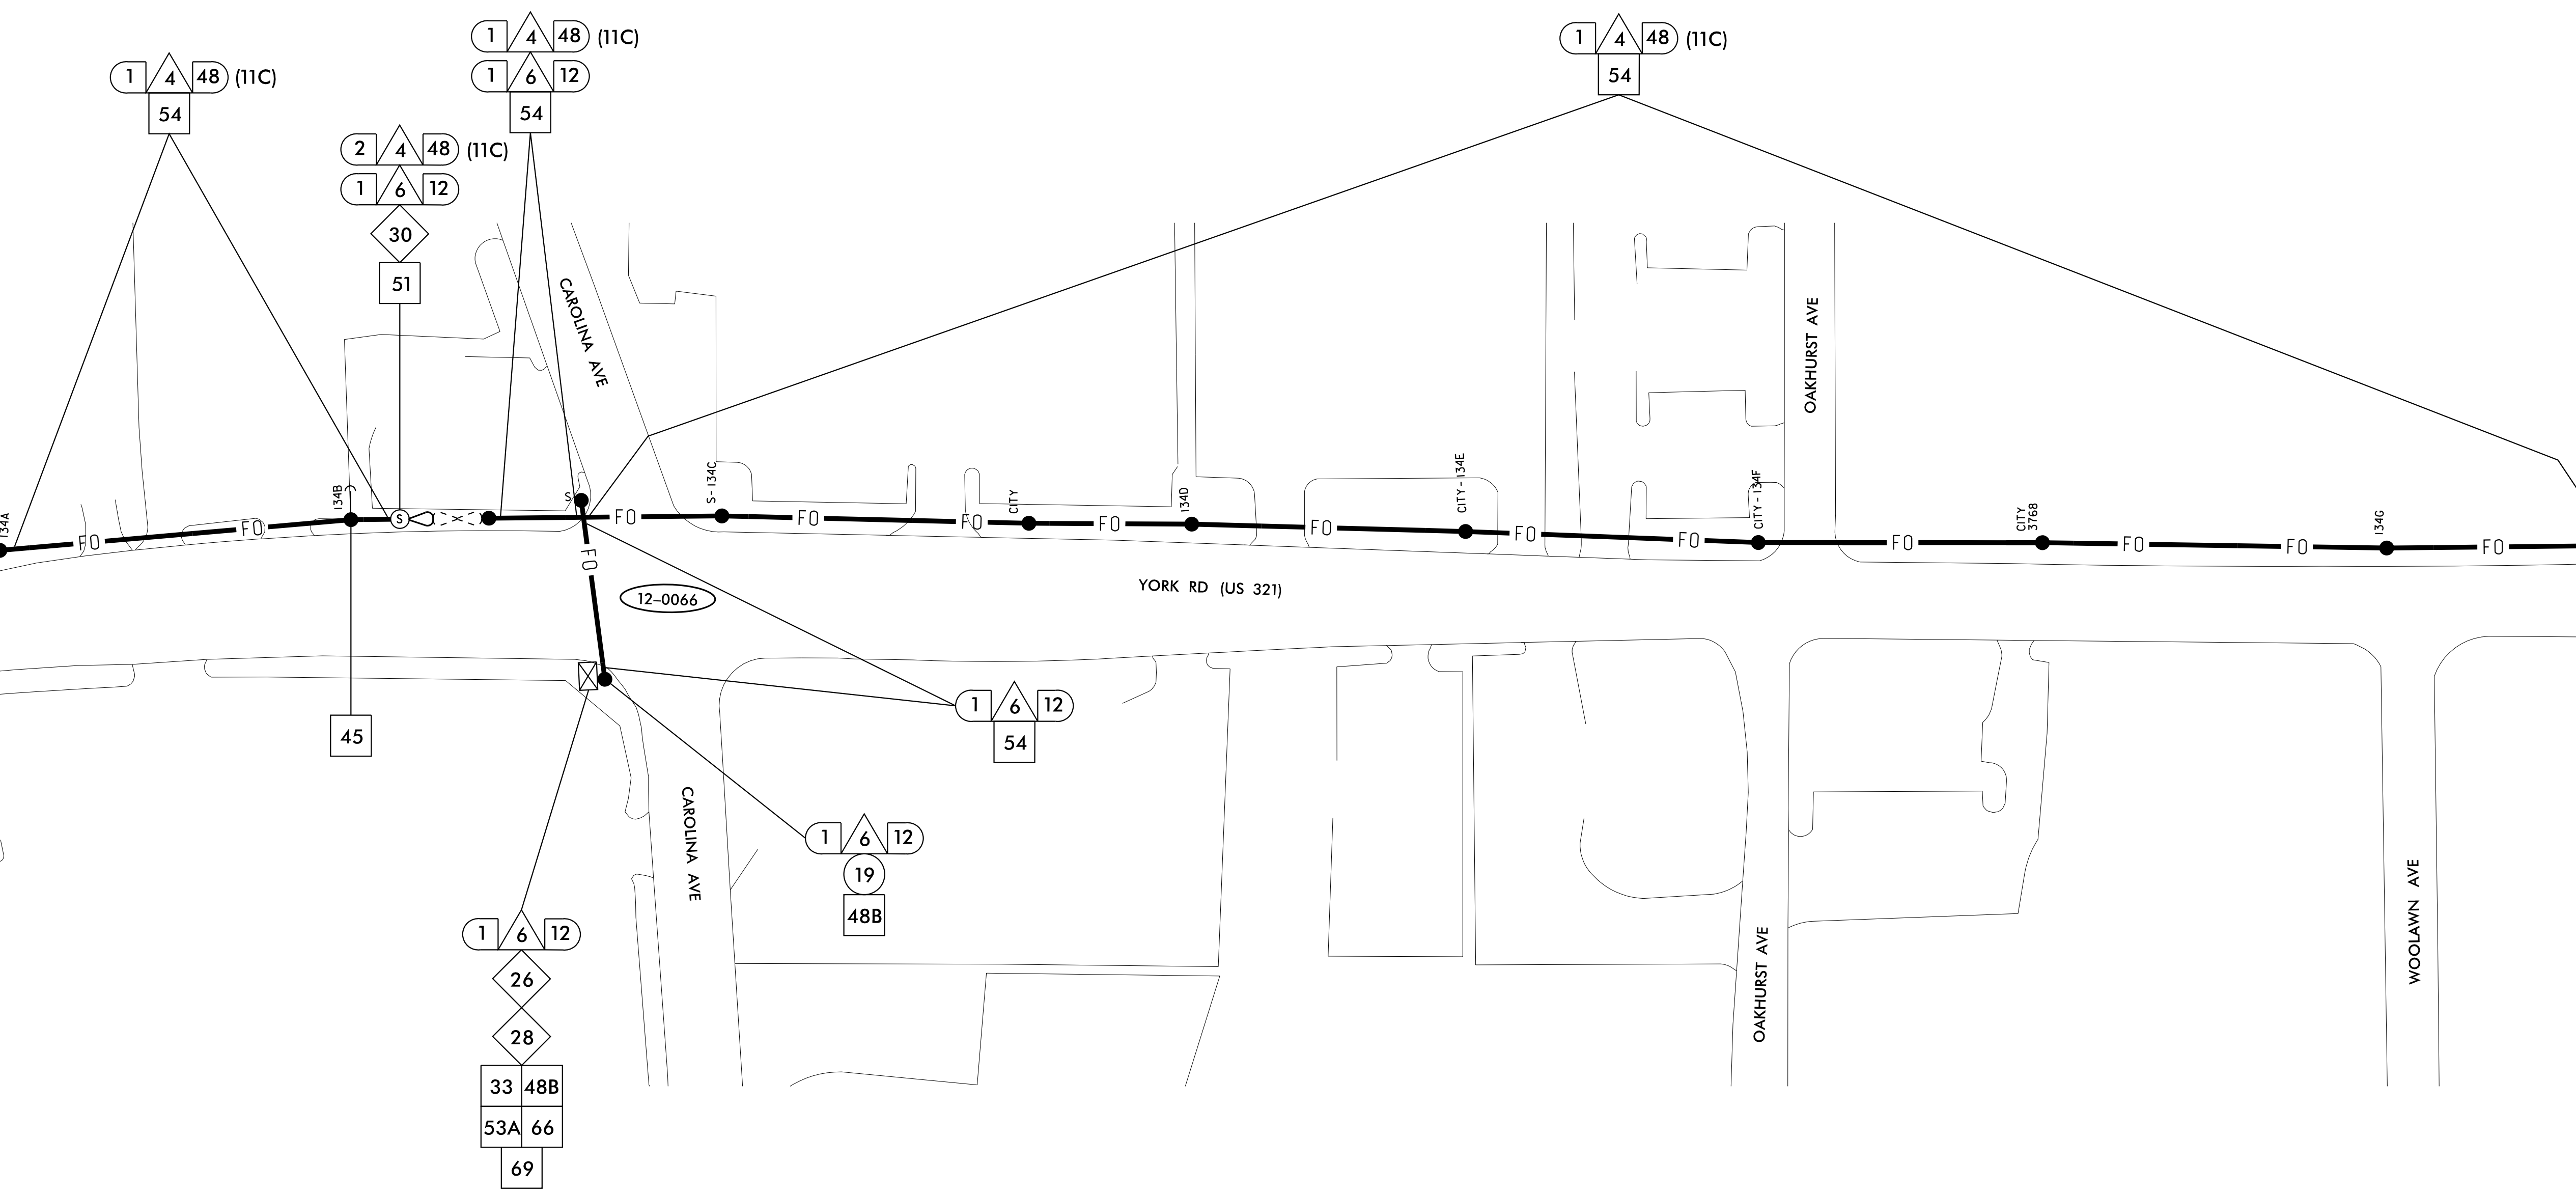 1 4 48 (11C)
54
1 4 48 (11C)
1 6 12
54
1 4 48 (11C)
54
2 4 48 (11C)
1 6 12
30
51
CAROLINA AVE
OAKHURST AVE
134A
FO
FO
134B
S
S
FO
S-134C
FO
FO
CITY
FO
134D
FO
CITY-134E
FO
FO
CITY-134F
FO
CITY
3768
FO
FO
134G
FO
FO
12-0066
YORK RD (US 321)
45
1 6 12
54
CAROLINA AVE
1 6 12
19
48B
1 6 12
26
28
33 48B
53A 66
69
OAKHURST AVE
WOOLAWN AVE